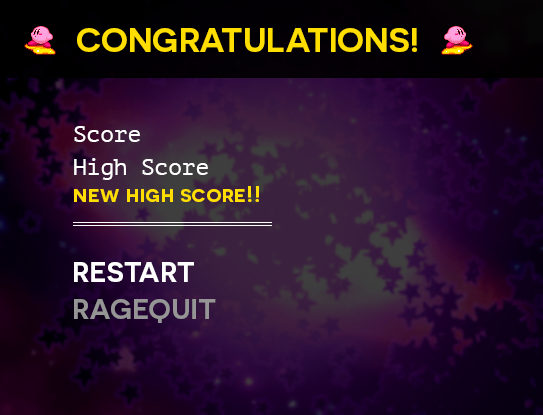 CONGRATULATIONS!
Score
High Score
NEW HIGH SCORE!!
RESTART
RAGEQUIT